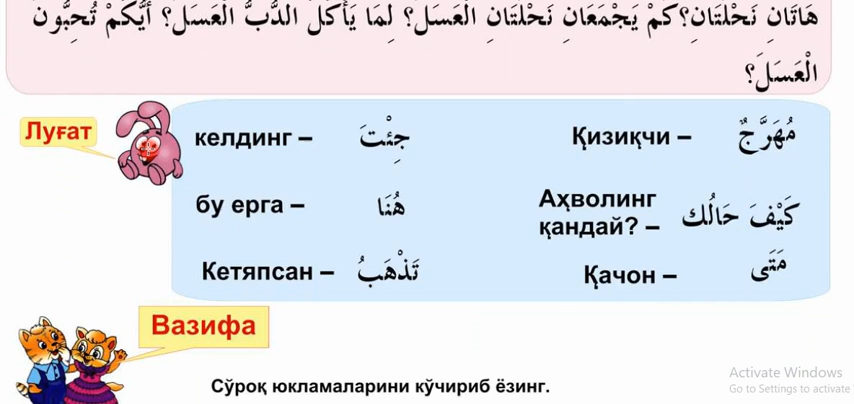 هَاتَانِ نَحْلَتَانِ؟ كَمْ يَجْمَعَانِ نَحْلَتَانِ الْعَسَلَ؟ لِمَا يَأْكُلُ الدُّبُّ الْعَسَلَ؟ أَيُّكُمْ تُحِبُّونَ
الْعَسَلَ؟
Луғат
келдинг – جِئْتَ
Қизиқчи – مُهَرَّجٌ
бу ерга – هُنَا
Аҳволинг
қандай? – كَيْفَ حَالُك
Кетяпсан – تَذْهَبُ
Қачон – مَتَى
Вазифа
Сўроқ юкламаларини кўчириб ёзинг.
Activate Windows
Go to Settings to activate